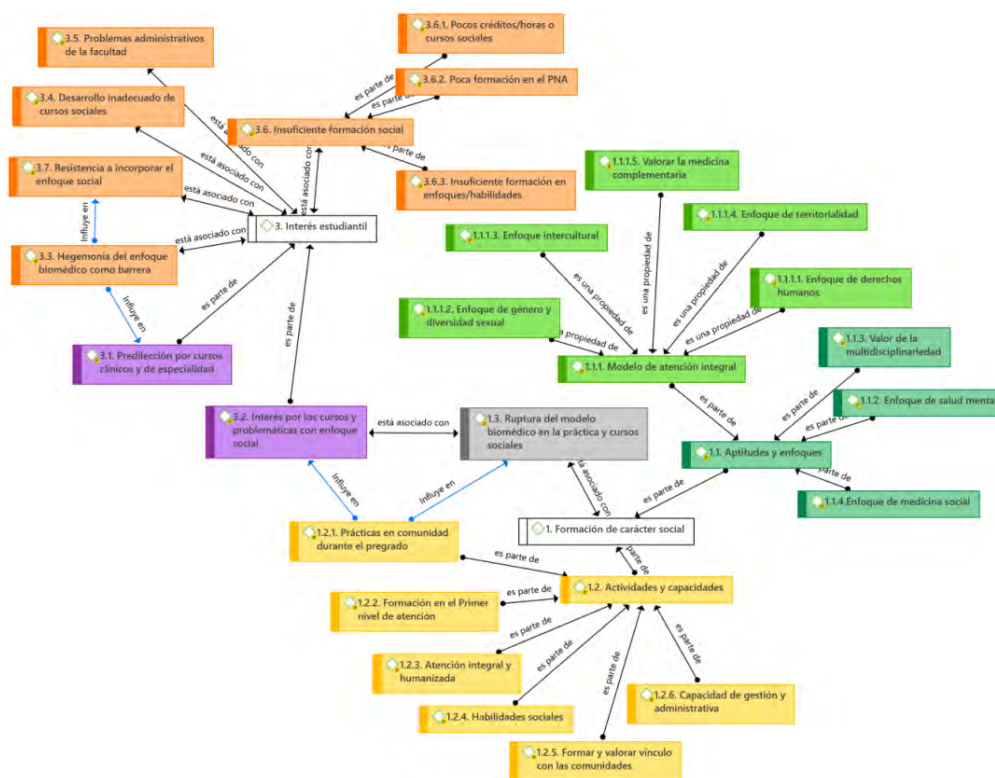 3.5. Problemas administrativos
de la facultad
3.6.1. Pocos créditos/horas o
cursos sociales
es parte de
3.6.2. Poca formación en el PNA
es parte de
3.4. Desarrollo inadecuado de
cursos sociales
está asociado con
3.6. Insuficiente formación social
es parte de
3.6.3. Insuficiente formación en
enfoques/habilidades
3.7. Resistencia a incorporar el
enfoque social
está asociado con
está asociado con
está asociado con
Influye en
está asociado con
3. Interés estudiantil
3.3. Hegemonía del enfoque
biomédico como barrera
Influye en
es parte de
es parte de
3.1. Predilección por cursos
clínicos y de especialidad
1.1.1.5. Valorar la medicina
complementaria
1.1.1.4. Enfoque de territorialidad
1.1.1.3. Enfoque intercultural
1.1.1.1. Enfoque de derechos
humanos
1.1.1.2. Enfoque de género y
diversidad sexual
es una propiedad de
es una propiedad de
es una propiedad de
es una propiedad de
propiedad de
1.1.1. Modelo de atención integral
1.1.3. Valor de la
multidisciplinariedad
1.1.2. Enfoque de salud menta
es parte de
es parte de
es parte de
1.1. Aptitudes y enfoques
parte de
1.1.4.Enfoque de medicina social
es parte de
3.2. Interés por los cursos y
problemáticas con enfoque
social
está asociado con
1.3. Ruptura del modelo
biomédico en la práctica y cursos
sociales
Influye en
Influye en
está asociado con
1. Formación de carácter social
1.2.1. Prácticas en comunidad
durante el pregrado
es parte de
parte de
1.2. Actividades y capacidades
1.2.2. Formación en el Primer
nivel de atención
es parte de
1.2.3. Atención integral y
humanizada
es parte de
1.2.4. Habilidades sociales
es parte de
1.2.5. Formar y valorar vínculo
con las comunidades
es parte de
1.2.6. Capacidad de gestión y
administrativa
es parte de